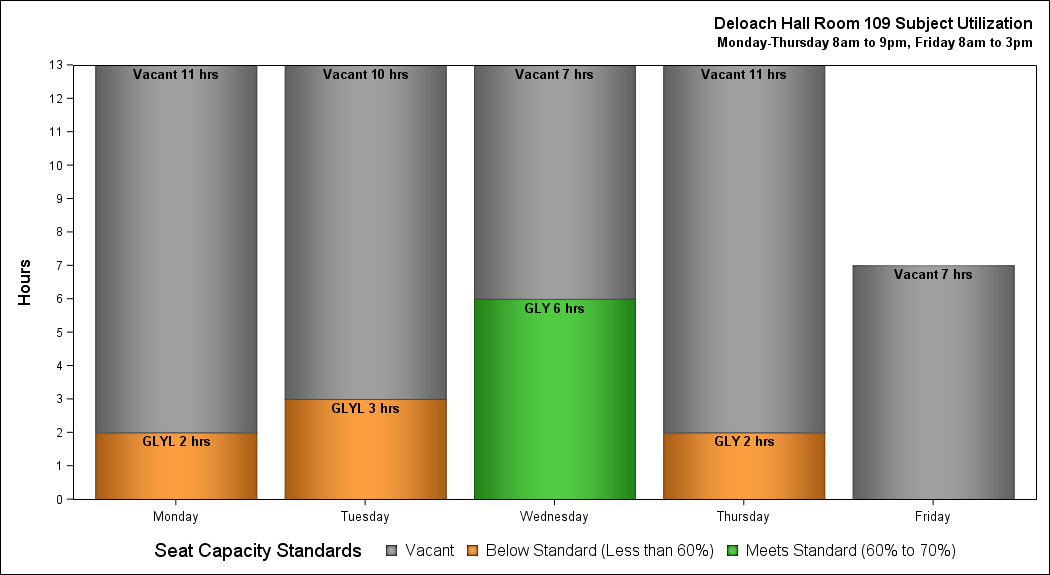 Deloach Hall Room 109 Subject Utilization
Monday-Thursday 8am to 9pm, Friday 8am to 3pm
13
12
11
10
9
8
7
6
5
4
3
2
1
0
Hours
Vacant 11 hrs
Vacant 10 hrs
Vacant 7 hrs
Vacant 11 hrs
Vacant 7 hrs
GLY 6 hrs
GLYL 3 hrs
GLYL 2 hrs
GLY 2 hrs
Monday
Tuesday
Wednesday
Thursday
Friday
Seat Capacity Standards
Vacant
Below Standard (Less than 60%)
Meets Standard (60% to 70%)